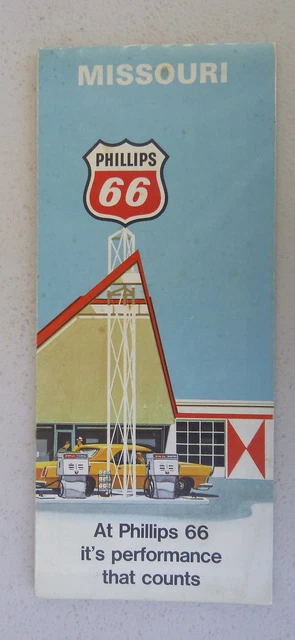 MISSOURI
PHILLIPS
66
At Phillips 66
it's performance
that counts